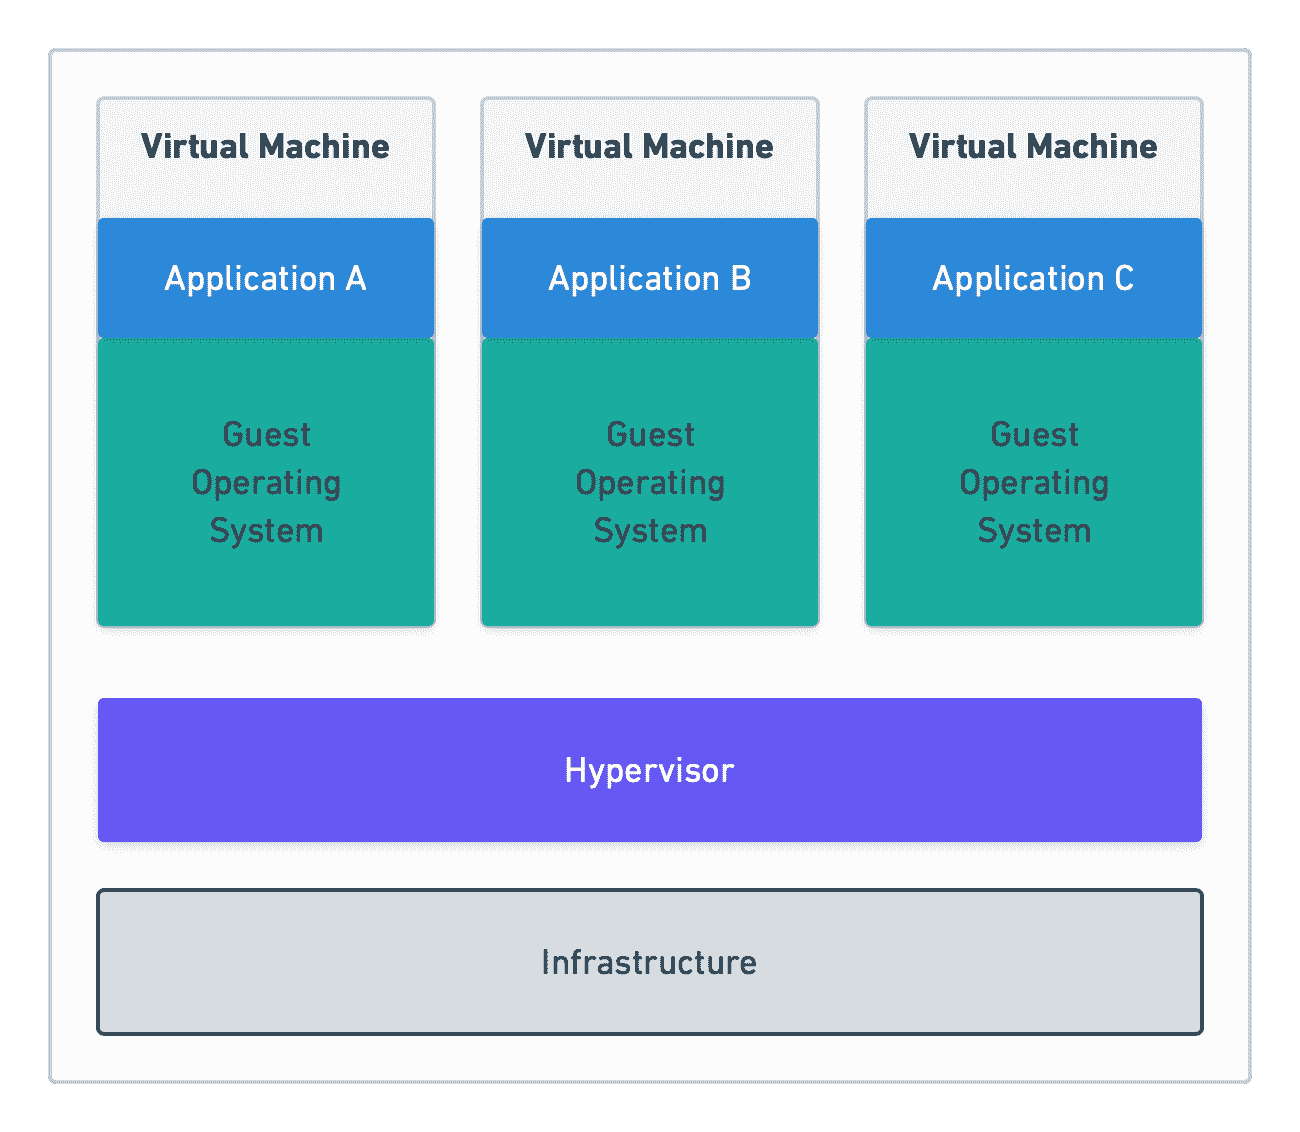 Virtual Machine
Virtual Machine
Virtual Machine
Application A
Application B
Application C
Guest
Operating
System
Guest
Operating
System
Guest
Operating
System
Hypervisor
Infrastructure